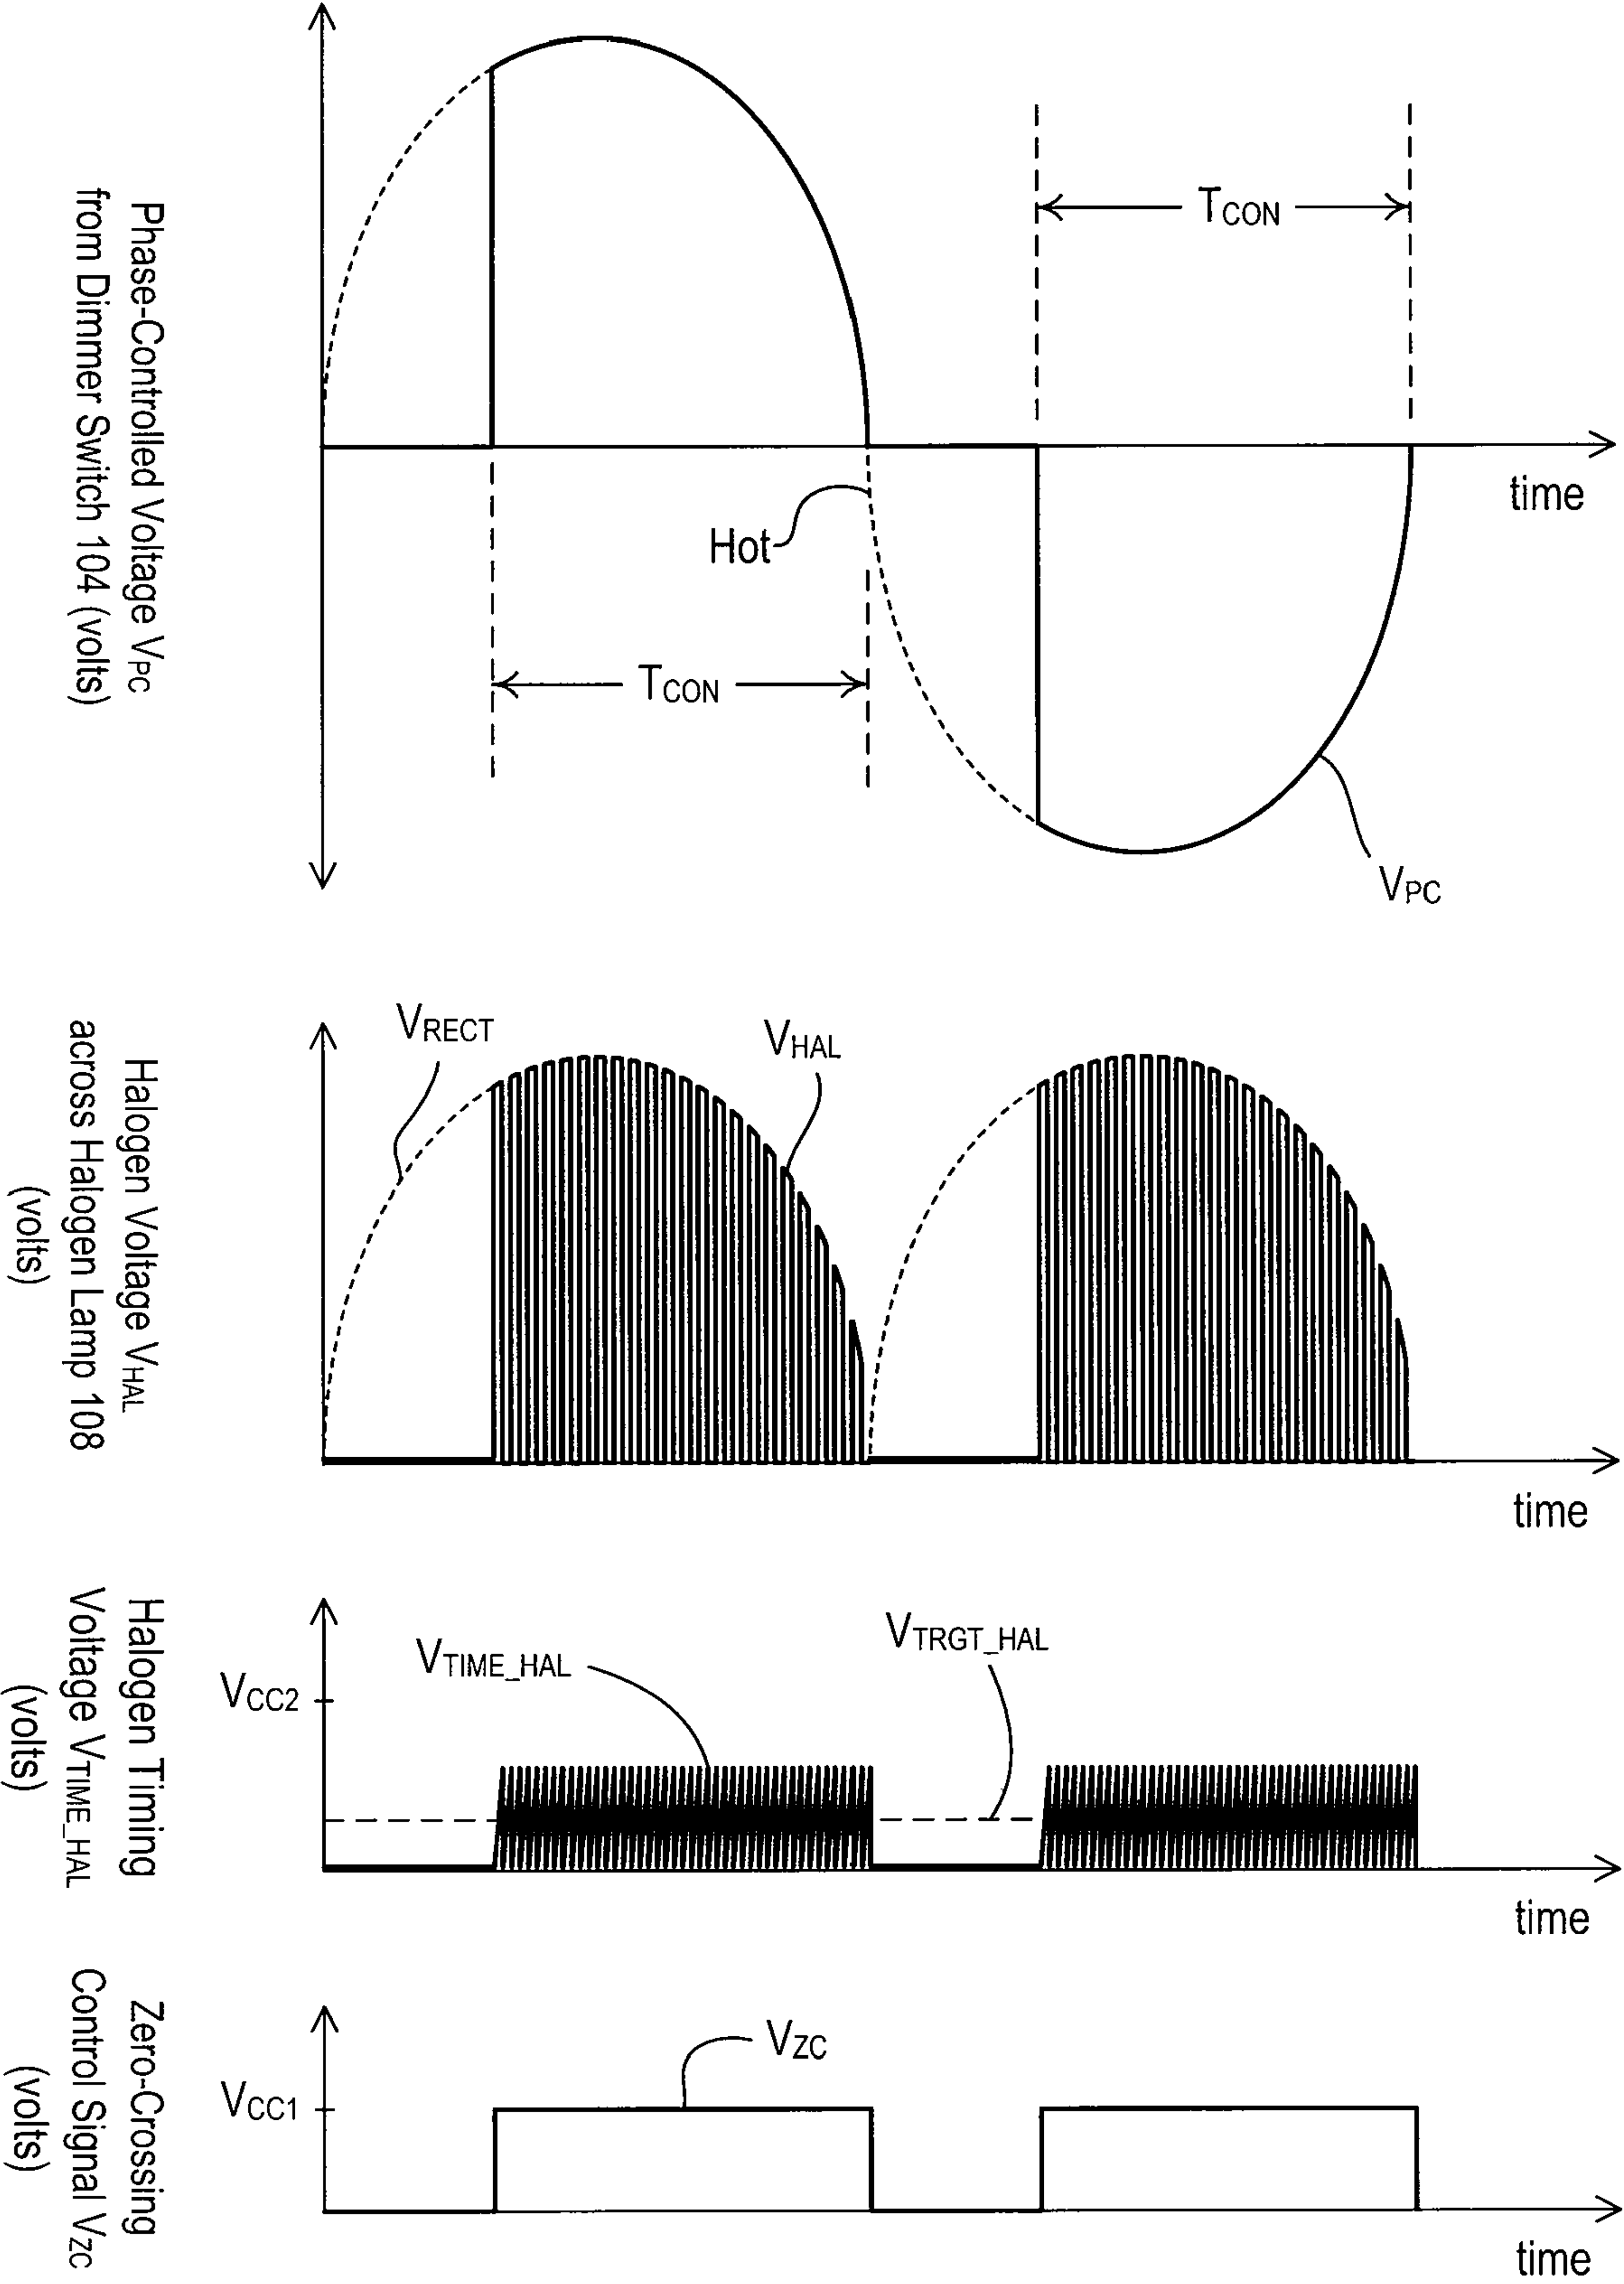 Phase-Controlled Voltage VPC
from Dimmer Switch 104 (volts)
TCON
time
Hot
TCON
VPC
Halogen Voltage VHAL
across Halogen Lamp 108
(volts)
VRECT
VHAL
time
Halogen Timing
Voltage VTIME_HAL
(volts)
VTRGT_HAL
VTIME_HAL
VCC2
time
Zero-Crossing
Control Signal VZC
(volts)
VZC
VCC1
time